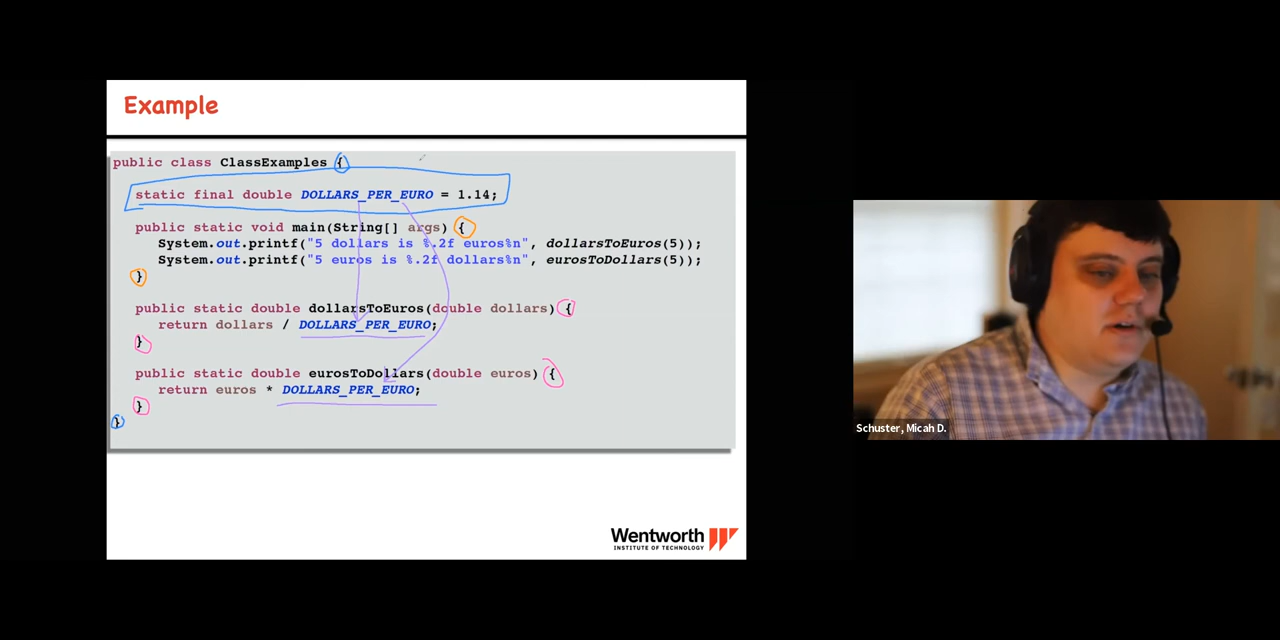 Example
public class ClassExamples {
static final double DOLLARS_PER_EURO = 1.14;
public static void main(String[] args) {
System.out.printf("5 dollars is %.2f euros%n", dollarsToEuros(5));
System.out.printf("5 euros is %.2f dollars%n", eurosToDollars(5));
}
public static double dollarsToEuros(double dollars) {
return dollars / DOLLARS_PER_EURO;
}
public static double eurosToDollars(double euros) {
return euros * DOLLARS_PER_EURO;
}
}
Wentworth
INSTITUTE OF TECHNOLOGY
Schuster, Micah D.